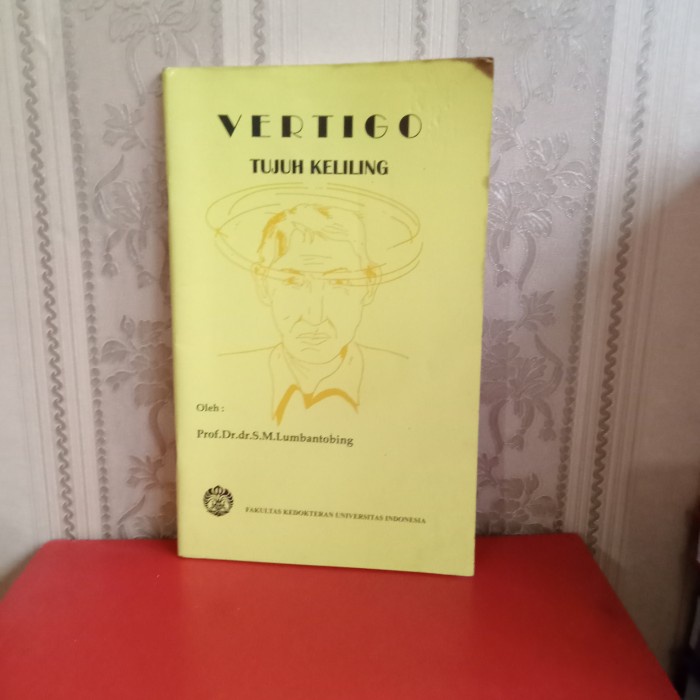 VERTIGO
TUJUH KELILING
Oleh :
Prof.Dr.dr.S.M.Lumbantobing
FAKULTAS KEDOKTERAN UNIVERSITAS INDONESIA